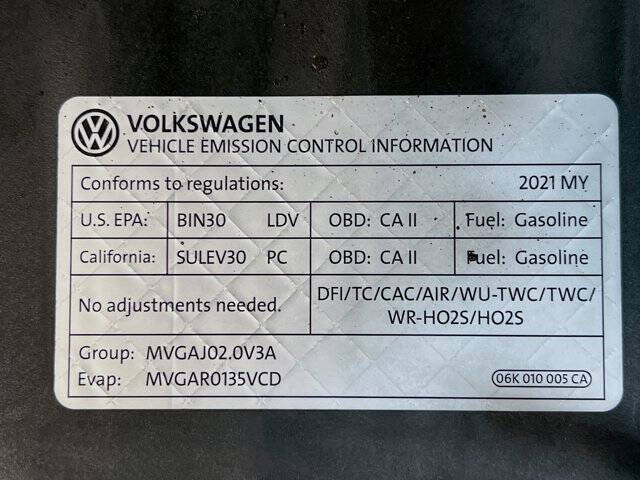 VOLKSWAGEN
VEHICLE EMISSION CONTROL INFORMATION
Conforms to regulations: 2021 MY
U.S. EPA: BIN30 LDV OBD: CA II Fuel: Gasoline
California: SULEV30 PC OBD: CA II Fuel: Gasoline
No adjustments needed.
DFI/TC/CAC/AIR/WU-TWC/TWC/
WR-HO2S/HO2S
Group: MVGAJ02.0V3A
Evap: MVGAR0135VCD
06K 010 005 CA